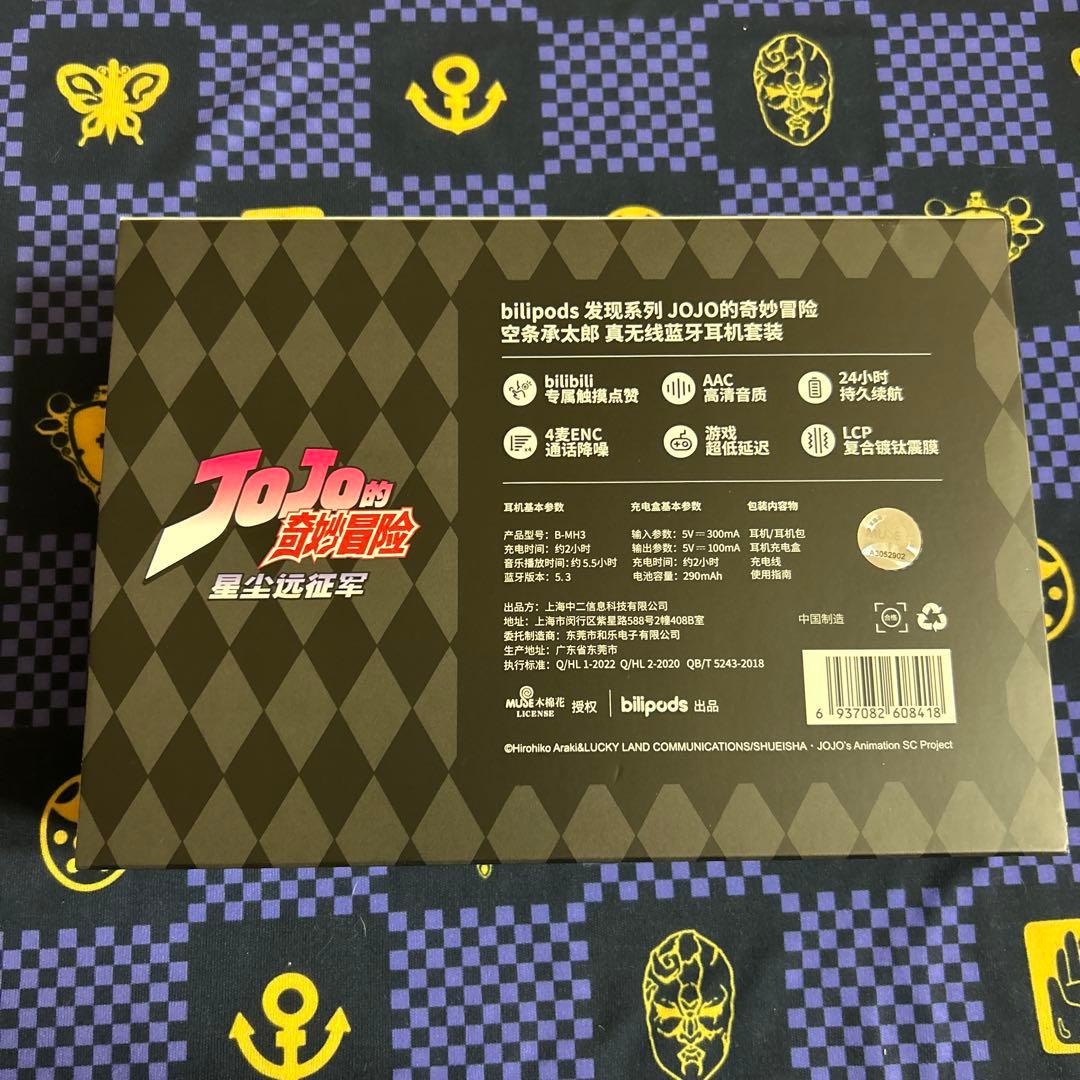 JoJo的
奇妙冒险
星尘远征军
bilipods 发现系列 JOJO的奇妙冒险
空条承太郎 真无线蓝牙耳机套装
bilibili
专属触摸点赞
AAC
高清音质
24小时
持久续航
4麦ENC
通话降噪
游戏
超低延迟
LCP
复合镀钛震膜
耳机基本参数
产品型号：B-MH3
充电时间：约2小时
音乐播放时间：约5.5小时
蓝牙版本：5.3
充电盒基本参数
输入参数：5V⎓300mA
输出参数：5V⎓100mA
充电时间：约2小时
电池容量：290mAh
包装内容物
耳机/耳机包
耳机充电盒
充电线
使用指南
MUSE
A3052902
出品方：上海中二信息科技有限公司
地址：上海市闵行区紫星路588号2幢408B室
委托制造商：东莞市和乐电子有限公司
生产地址：广东省东莞市
执行标准：Q/HL 1-2022 Q/HL 2-2020 QB/T 5243-2018
中国制造
合格
MUSE木棉花 授权 bilipods 出品
LICENSE
6 937082 608418
©Hirohiko Araki&LUCKY LAND COMMUNICATIONS/SHUEISHA・JOJO's Animation SC Project